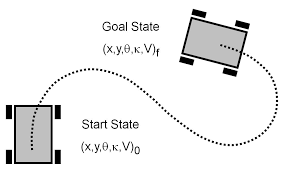 Goal State
(x,y,θ,κ,V)f
Start State
(x,y,θ,κ,V)0